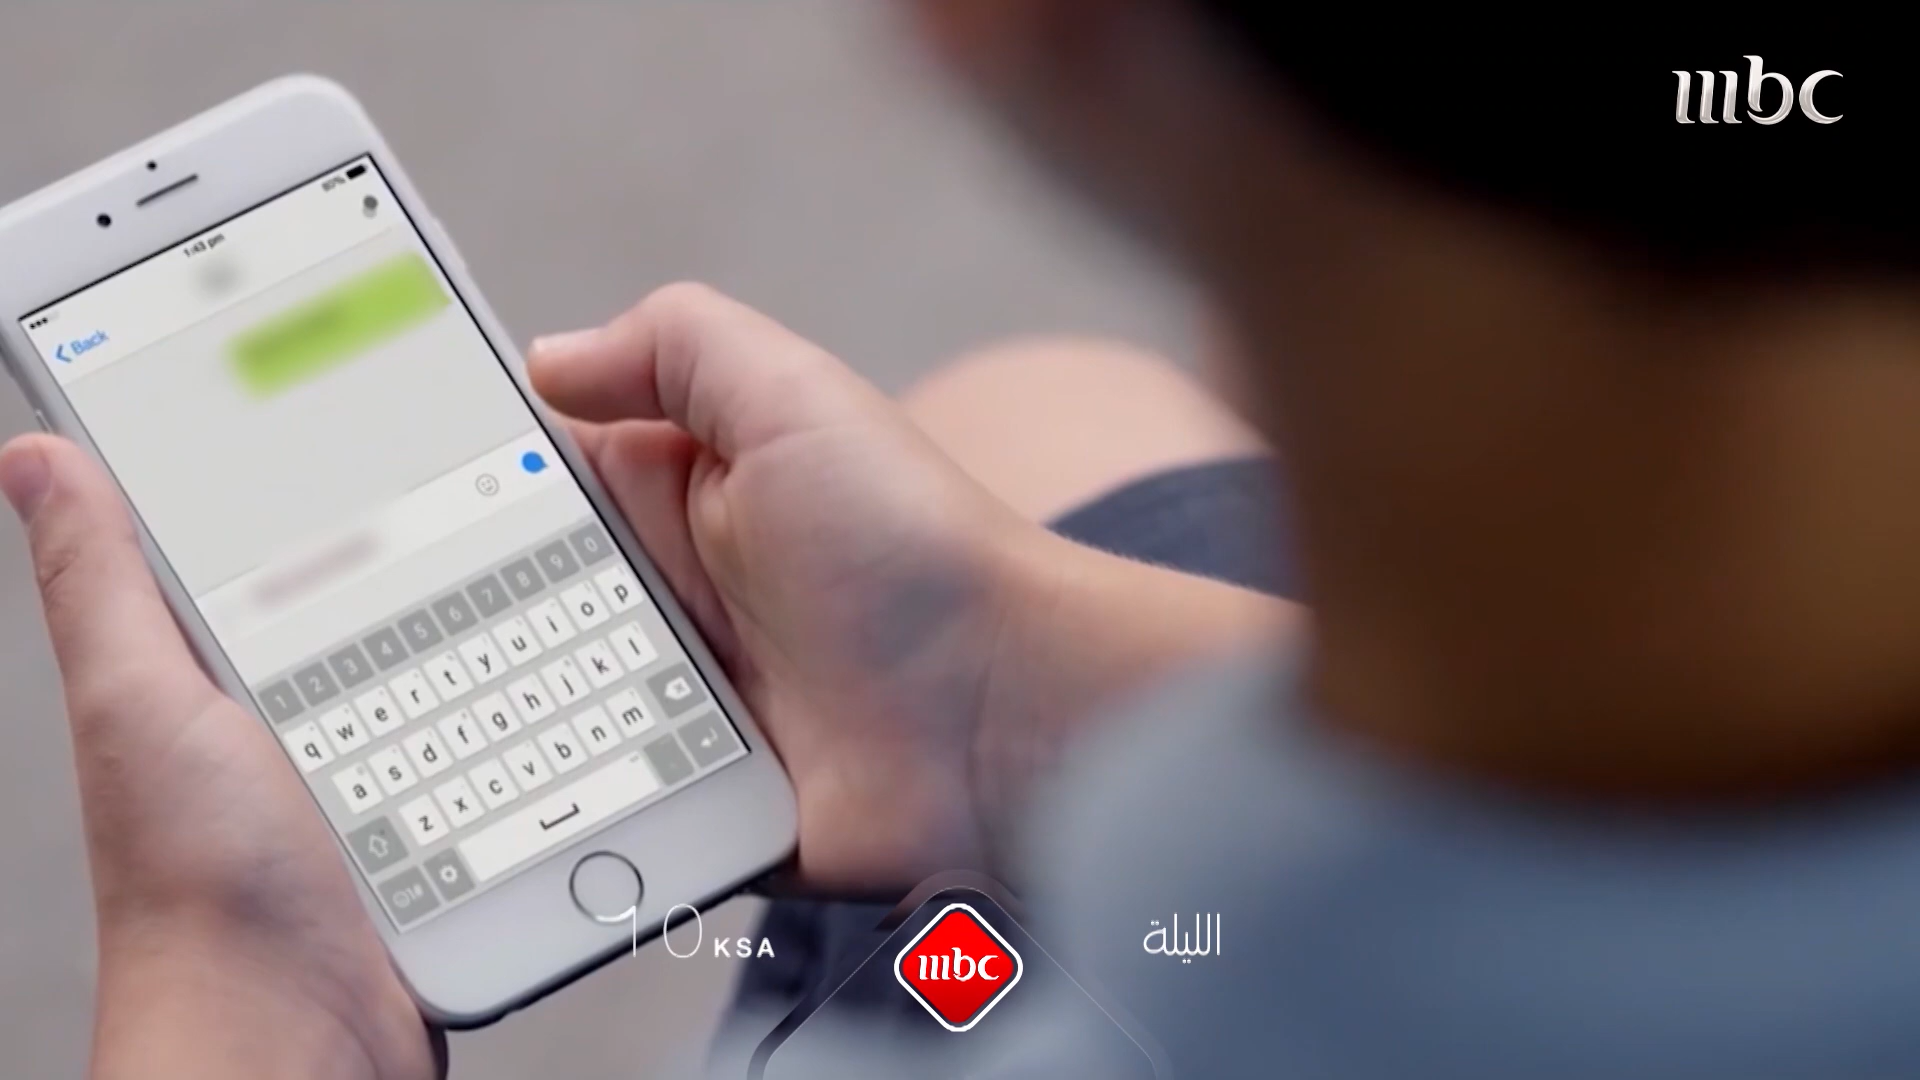 mbc
80%
1:43 pm
Back
1 2 3 4 5 6 7 8 9 0
q w e r t y u i o p
a s d f g h j k l
z x c v b n m
10 KSA
mbc
الليلة